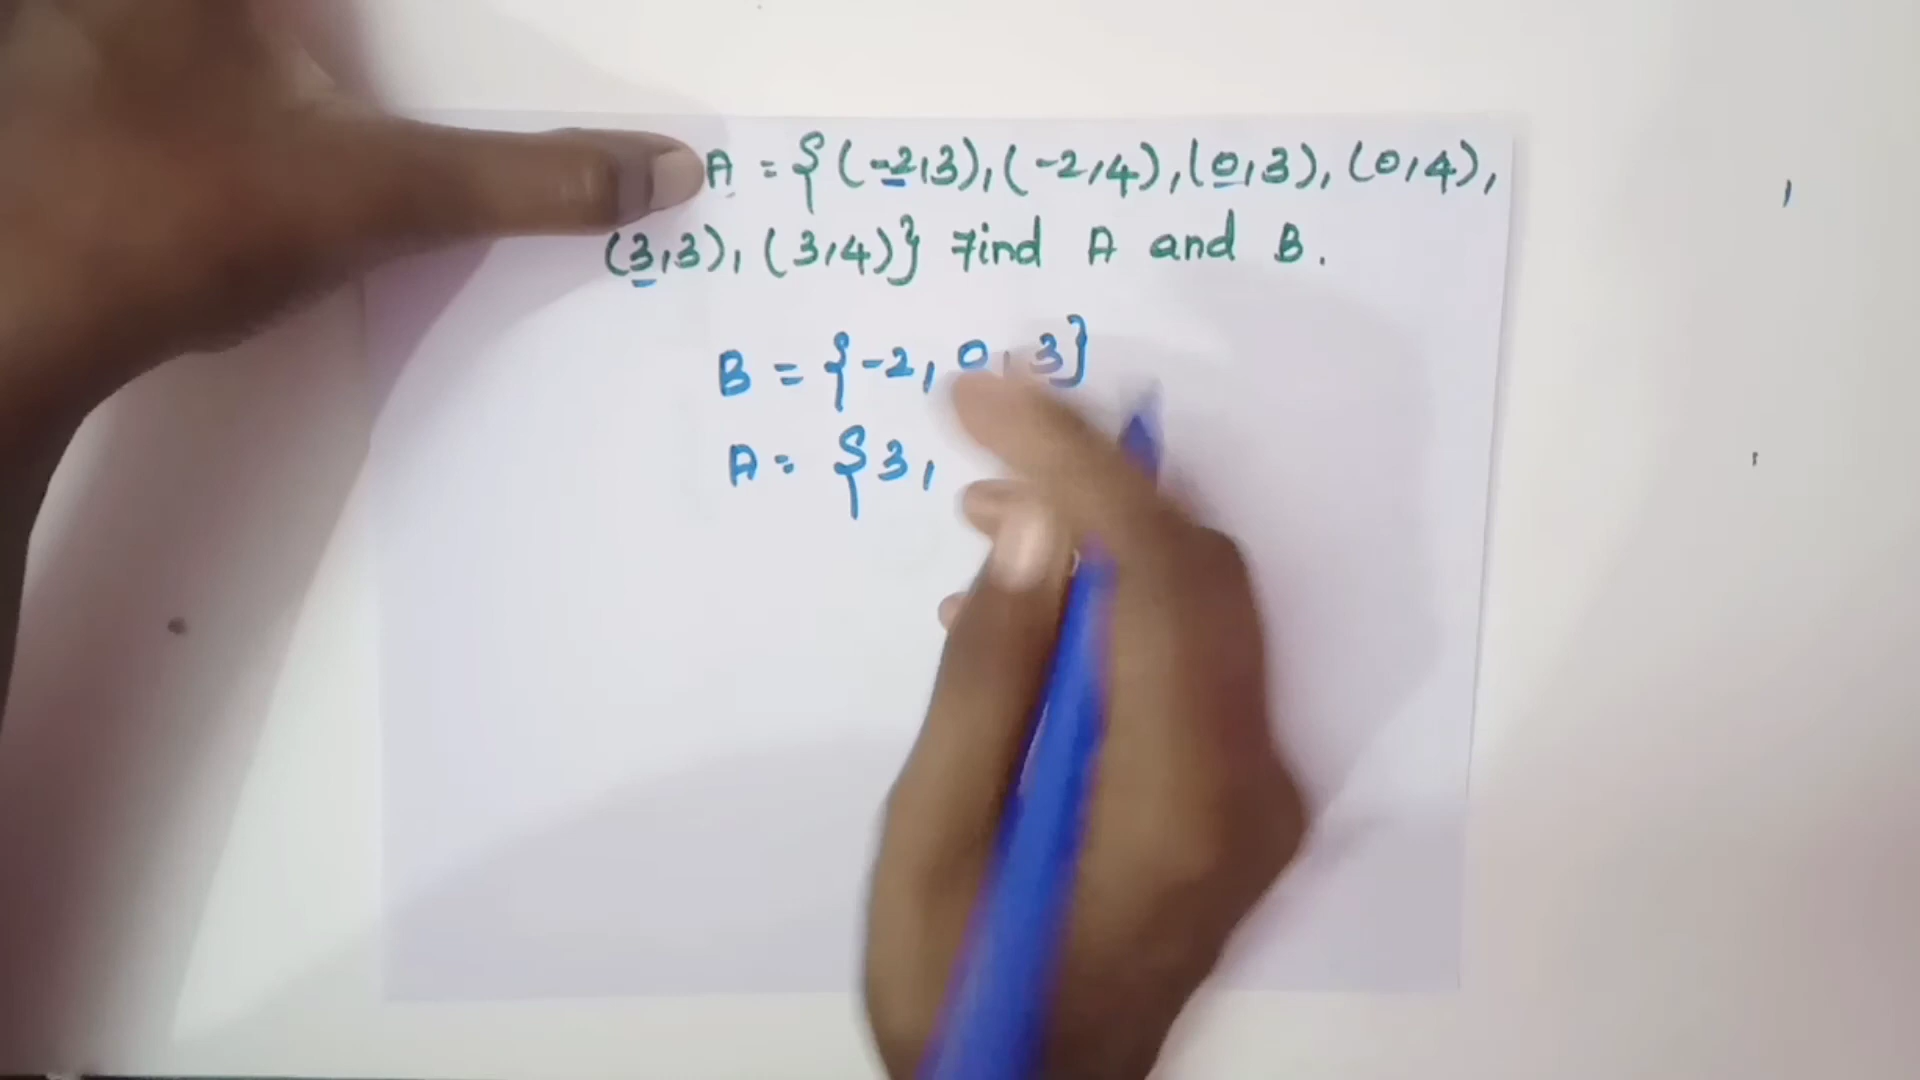 A = {(-2,3), (-2,4), (0,3), (0,4),
(3,3), (3,4)} Find A and B.
B = {-2, 0, 3}
A = {3,